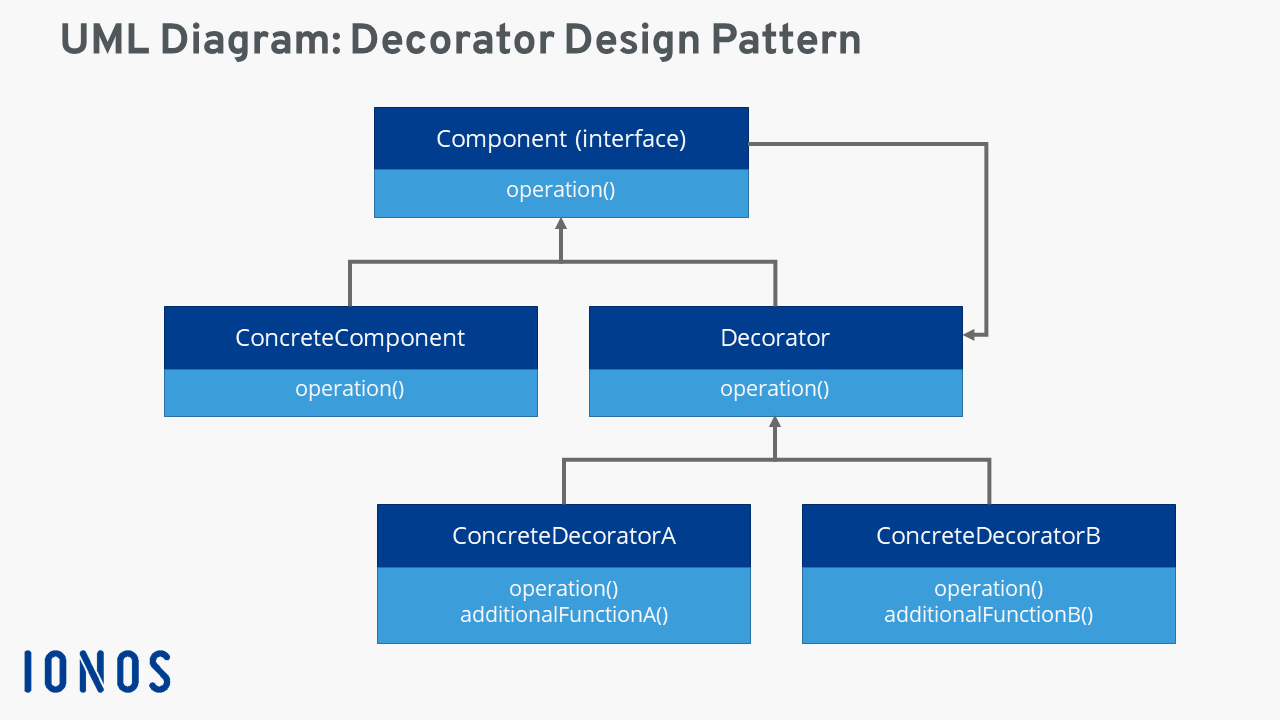 UML Diagram: Decorator Design Pattern
Component (interface)
operation()
ConcreteComponent
operation()
Decorator
operation()
ConcreteDecoratorA
operation()
additionalFunctionA()
ConcreteDecoratorB
operation()
additionalFunctionB()
IONOS